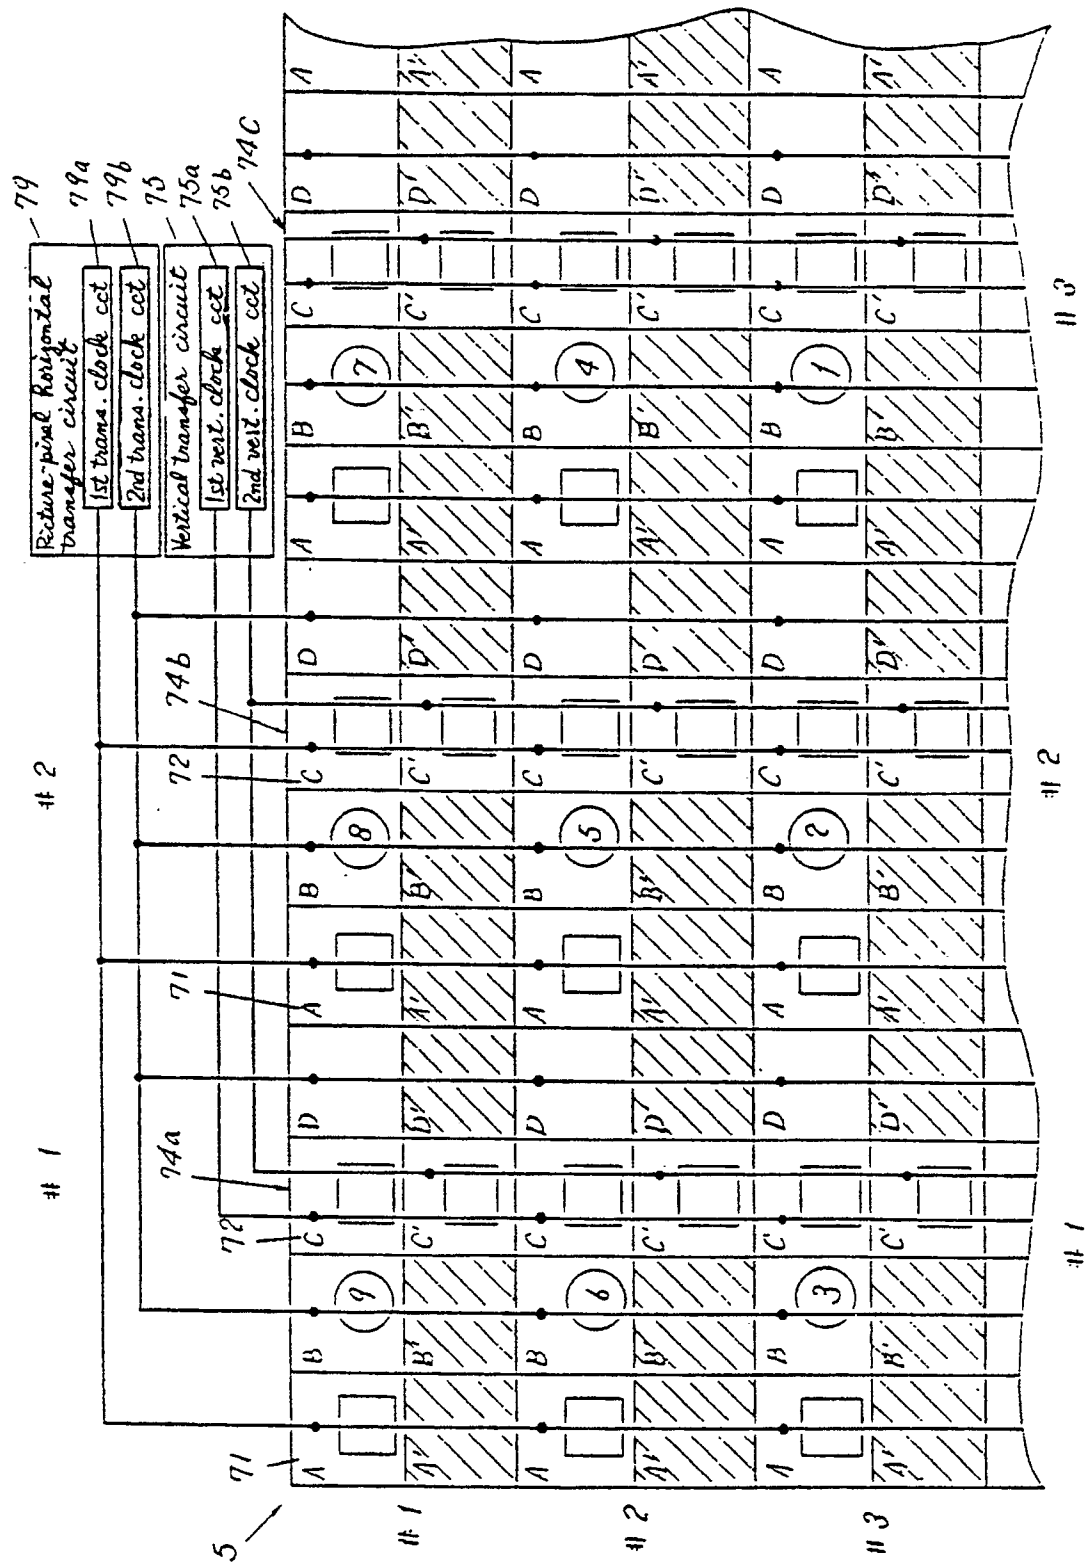 #1 #2 79
Picture-pixal horizontal
transfer circuit
1st trans. clock cct 79a
2nd trans. clock cct 79b
75
Vertical transfer circuit
1st vert. clock cct 75a
2nd vert. clock cct 75b
5 71 72 74a 71 72 74b 74C
A B C D A B C D A B C D A
9 8 7
#1 A' B' C' D' A' B' C' D' A' B' C' D' A'
A B C D A B C D A B C D A
6 5 4
#2 A' B' C' D' A' B' C' D' A' B' C' D' A'
A B C D A B C D A B C D A
3 2 1
#3 A' B' C' D' A' B' C' D' A' B' C' D' A'
#1 #2 #3